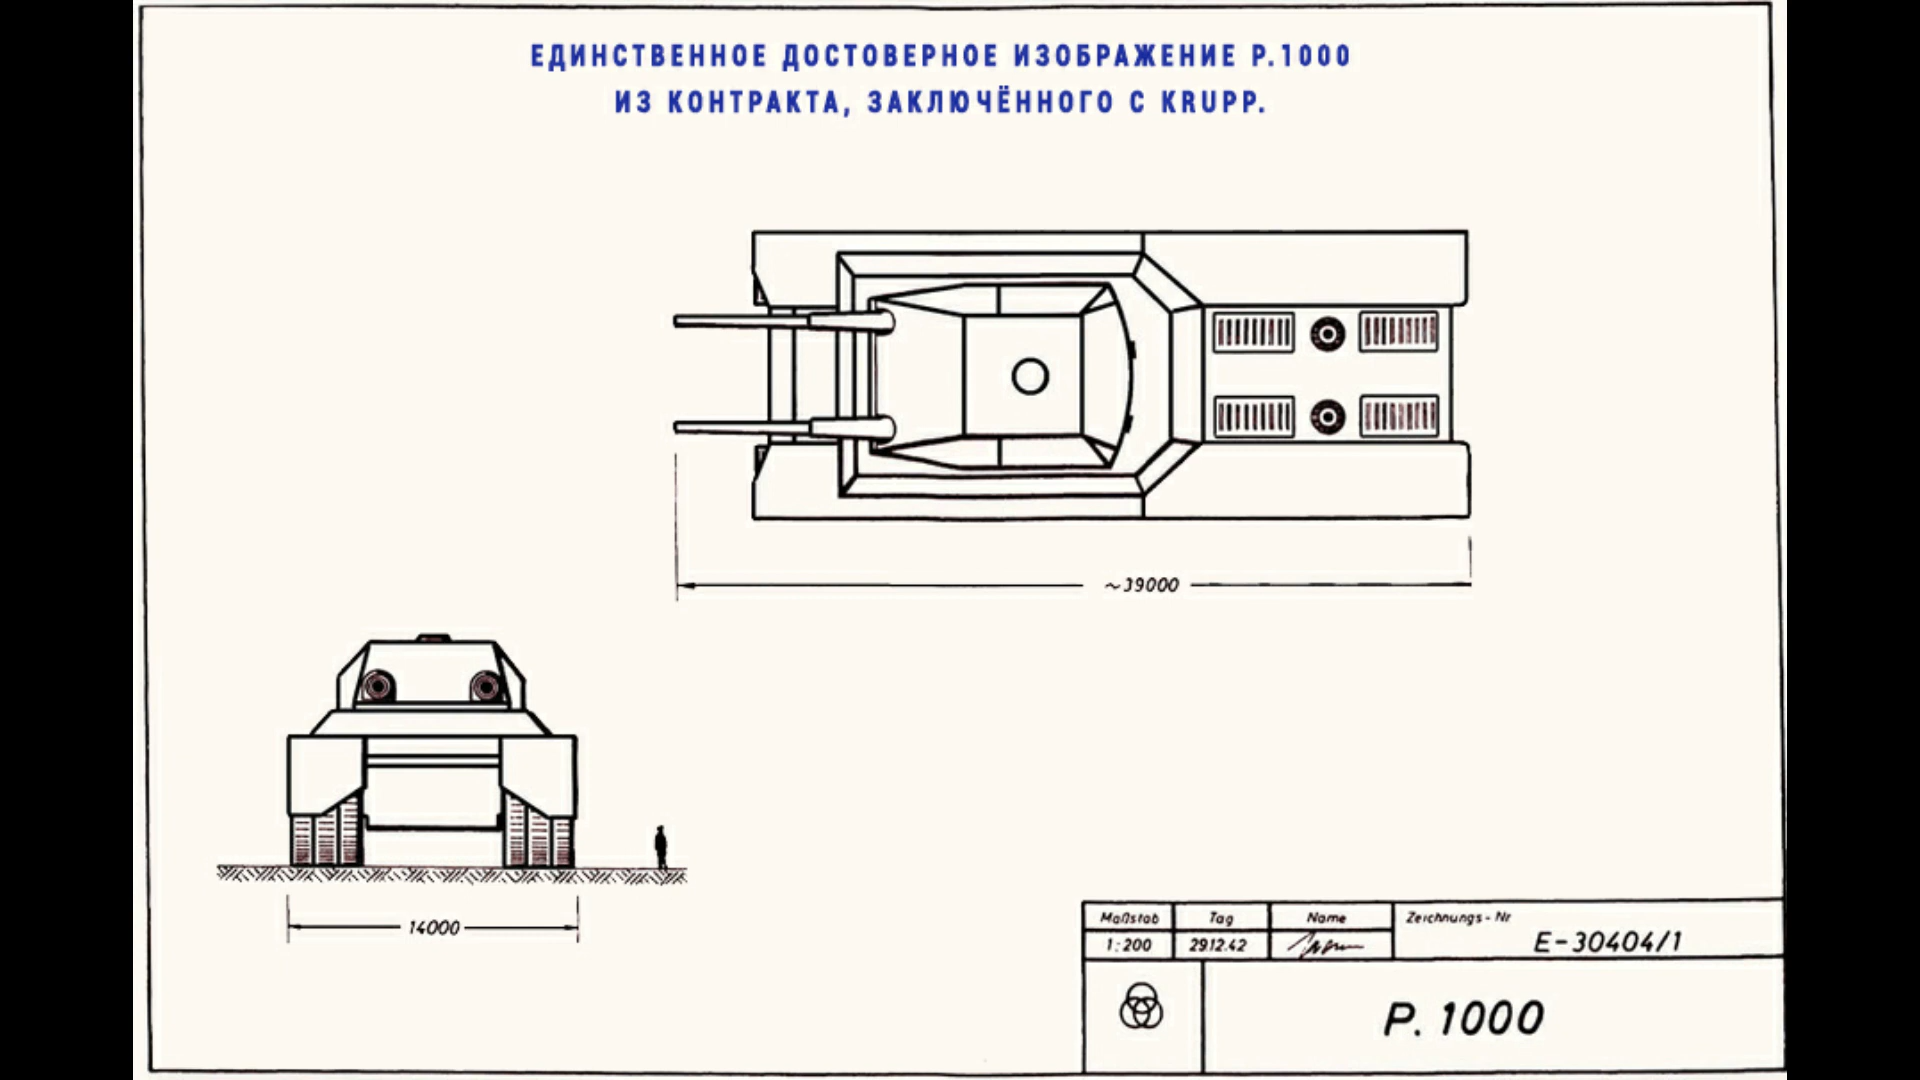 ЕДИНСТВЕННОЕ ДОСТОВЕРНОЕ ИЗОБРАЖЕНИЕ Р.1000
ИЗ КОНТРАКТА, ЗАКЛЮЧЁННОГО С KRUPP.
~39000
14000
Maßstab Tag Name Zeichnungs-Nr
1:200 29.12.42 E-30404/1
P. 1000